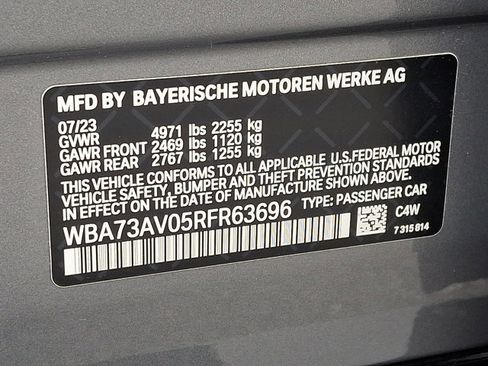 MFD BY BAYERISCHE MOTOREN WERKE AG
07/23
GVWR 4971 lbs 2255 kg
GAWR FRONT 2469 lbs 1120 kg
GAWR REAR 2767 lbs 1255 kg
THIS VEHICLE CONFORMS TO ALL APPLICABLE U.S.FEDERAL MOTOR
VEHICLE SAFETY, BUMPER AND THEFT PREVENTION STANDARDS
IN EFFECT ON THE DATE OF MANUFACTURE SHOWN ABOVE.
WBA73AV05RFR63696 TYPE: PASSENGER CAR
C4W
7 315 814